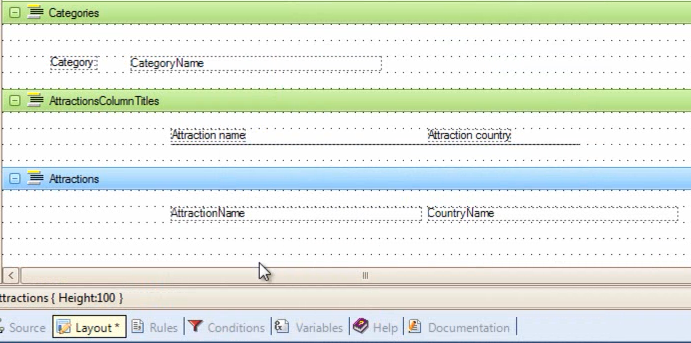 Categories
Category: CategoryName
AttractionsColumnTitles
Attraction name Attraction country
Attractions
AttractionName CountryName
ttractions { Height:100 }
Source Layout * Rules Conditions Variables Help Documentation